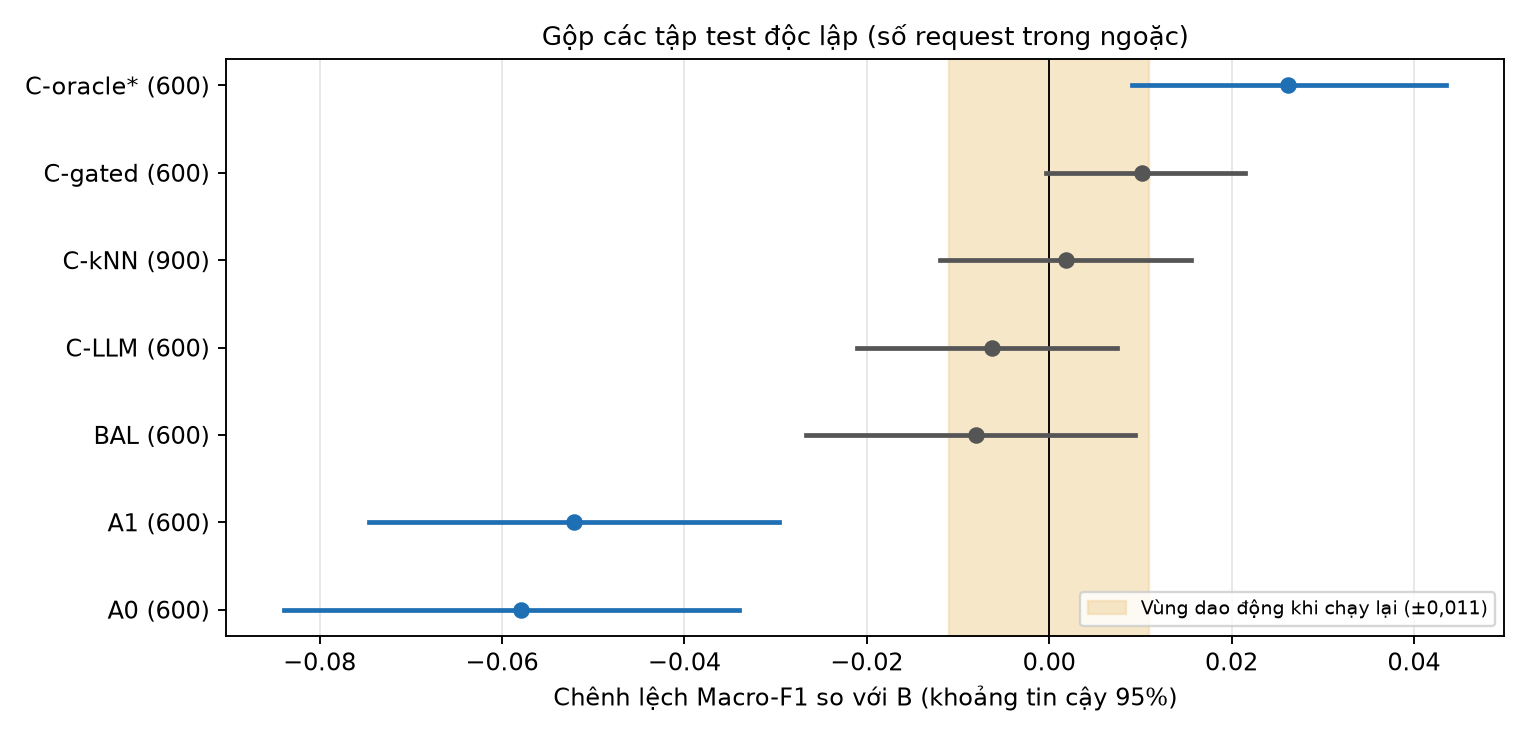 Gộp các tập test độc lập (số request trong ngoặc)
C-oracle* (600)
C-gated (600)
C-kNN (900)
C-LLM (600)
BAL (600)
A1 (600)
A0 (600)
Vùng dao động khi chạy lại (±0,011)
−0.08 −0.06 −0.04 −0.02 0.00 0.02 0.04
Chênh lệch Macro-F1 so với B (khoảng tin cậy 95%)